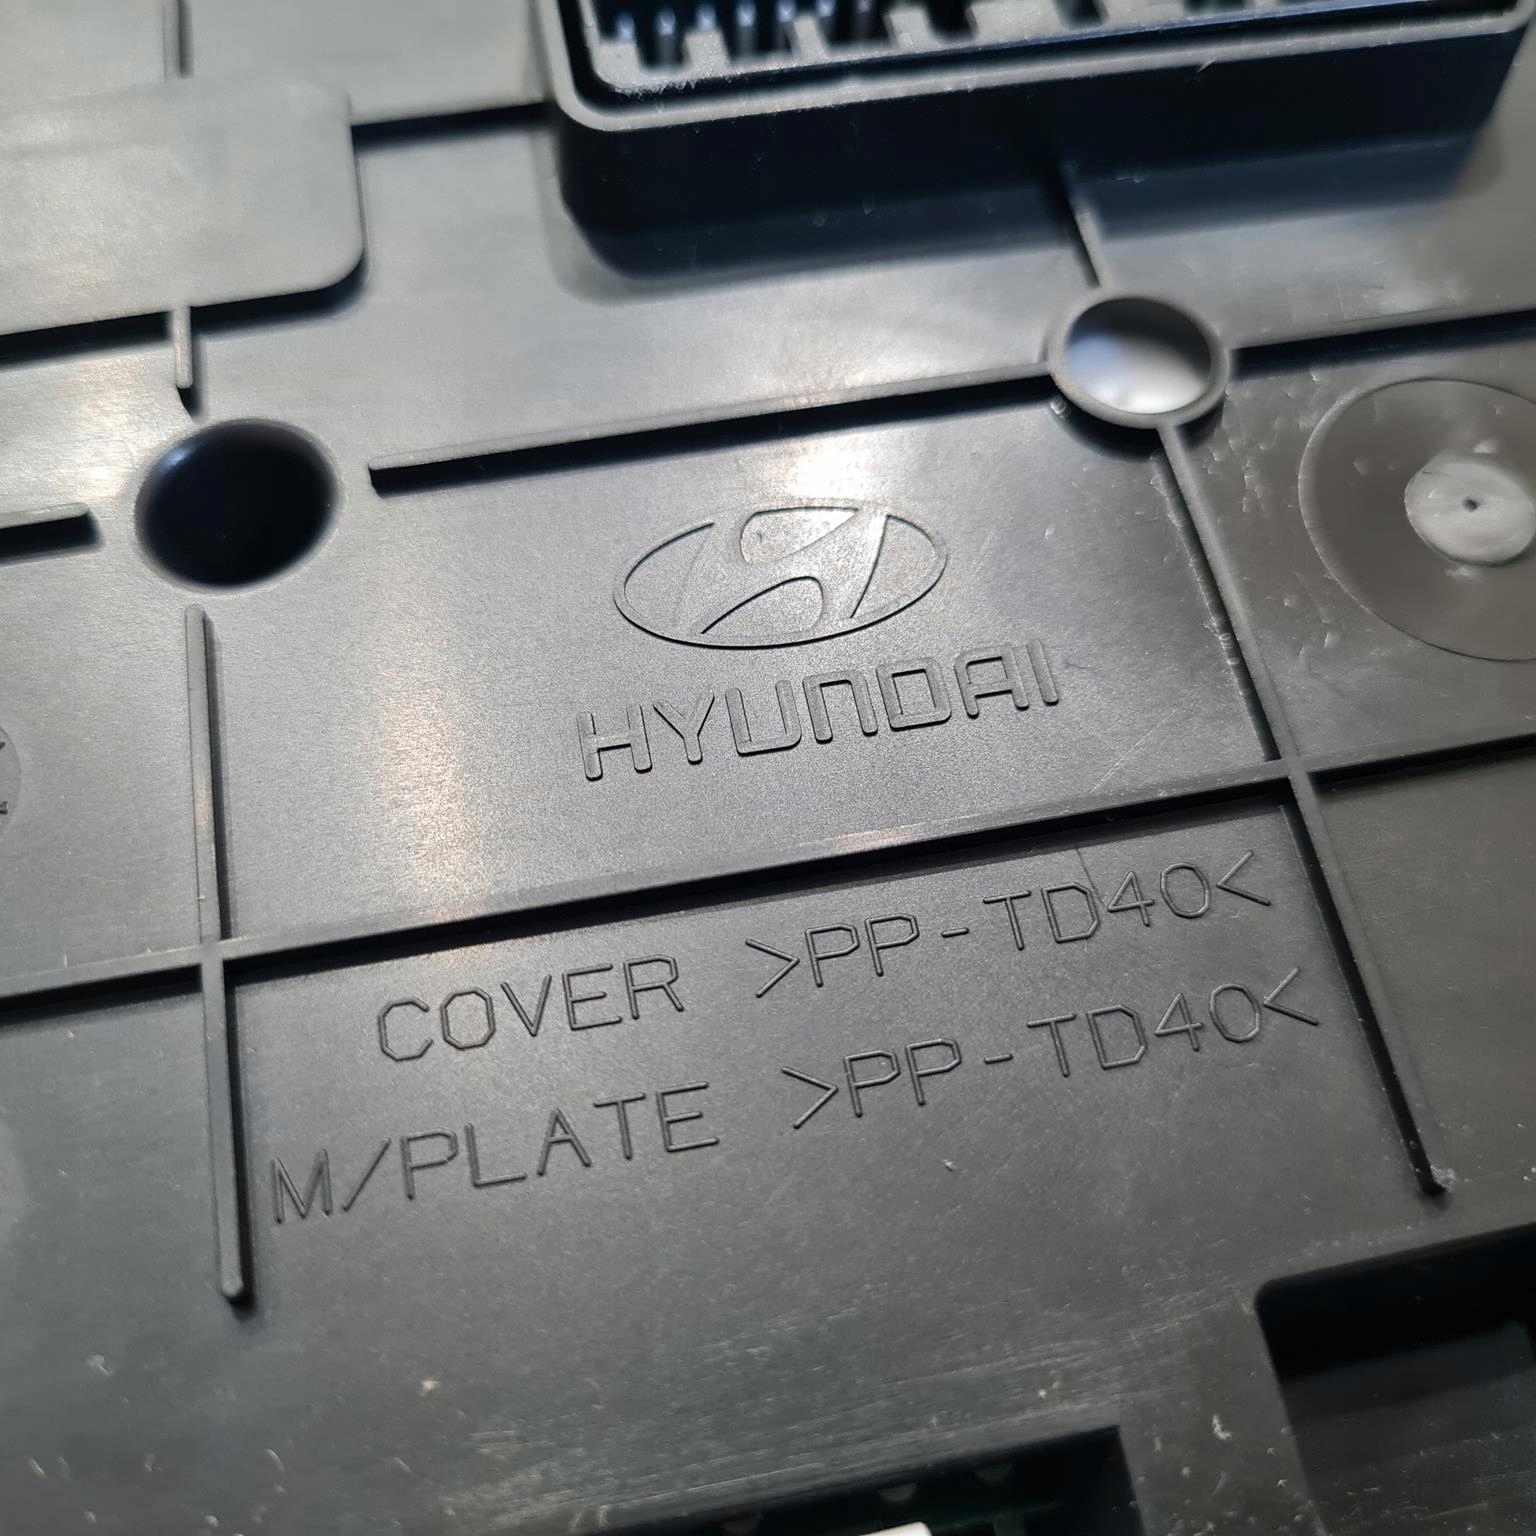 HYUNDAI
COVER >PP-TD40<
M/PLATE >PP-TD40<